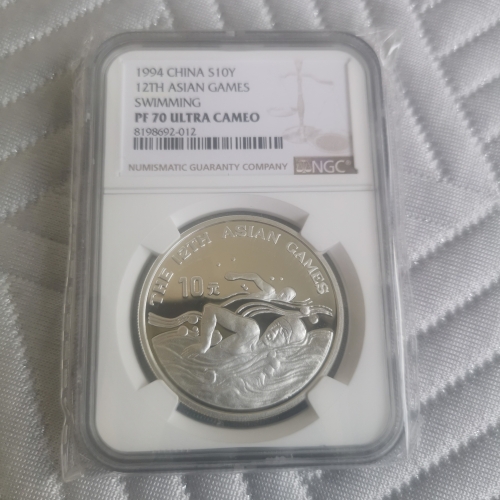 1994 CHINA S10Y
12TH ASIAN GAMES
SWIMMING
PF 70 ULTRA CAMEO
8198692-012
NUMISMATIC GUARANTY COMPANY
NGC
THE 12TH ASIAN GAMES
10元